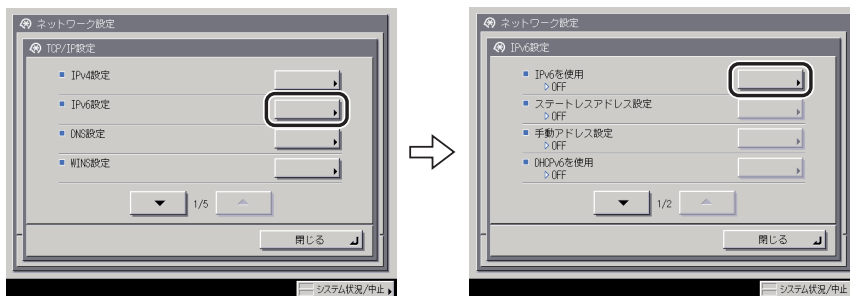 ネットワーク設定
TCP/IP設定
IPv4設定
IPv6設定
DNS設定
WINS設定
1/5
閉じる
システム状況/中止
ネットワーク設定
IPv6設定
IPv6を使用
OFF
ステートレスアドレス設定
OFF
手動アドレス設定
OFF
DHCPv6を使用
OFF
1/2
閉じる
システム状況/中止